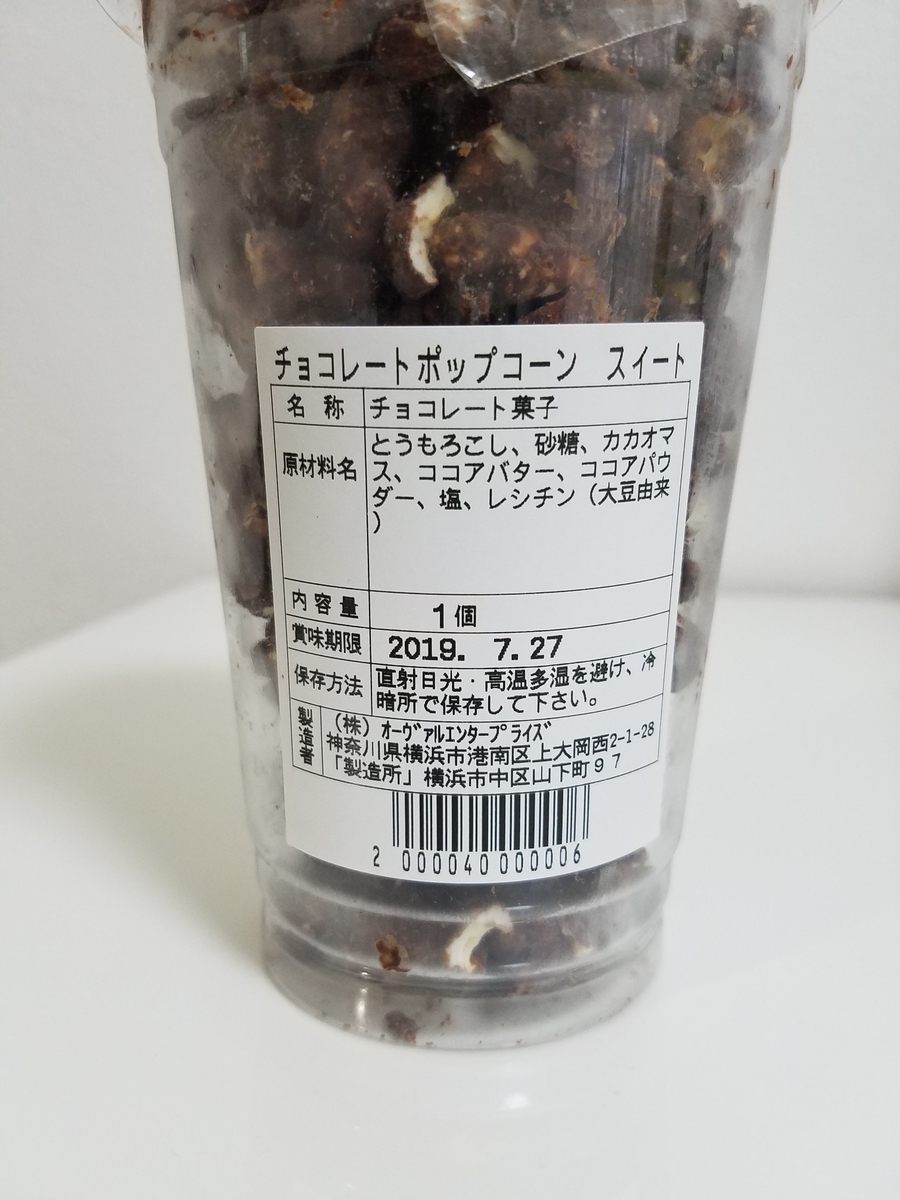 チョコレートポップコーン　スイート
名　称　チョコレート菓子
原材料名　とうもろこし、砂糖、カカオマ
ス、ココアバター、ココアパウ
ダー、塩、レシチン（大豆由来
）
内 容 量　1個
賞味期限　2019. 7.27
保存方法　直射日光・高温多湿を避け、冷
暗所で保存して下さい。
製造者　（株）ｵｰｳﾞｧﾙｴﾝﾀｰﾌﾟﾗｲｽﾞ
神奈川県横浜市港南区上大岡西2-1-28
「製造所」横浜市中区山下町９７
2 000040 000006